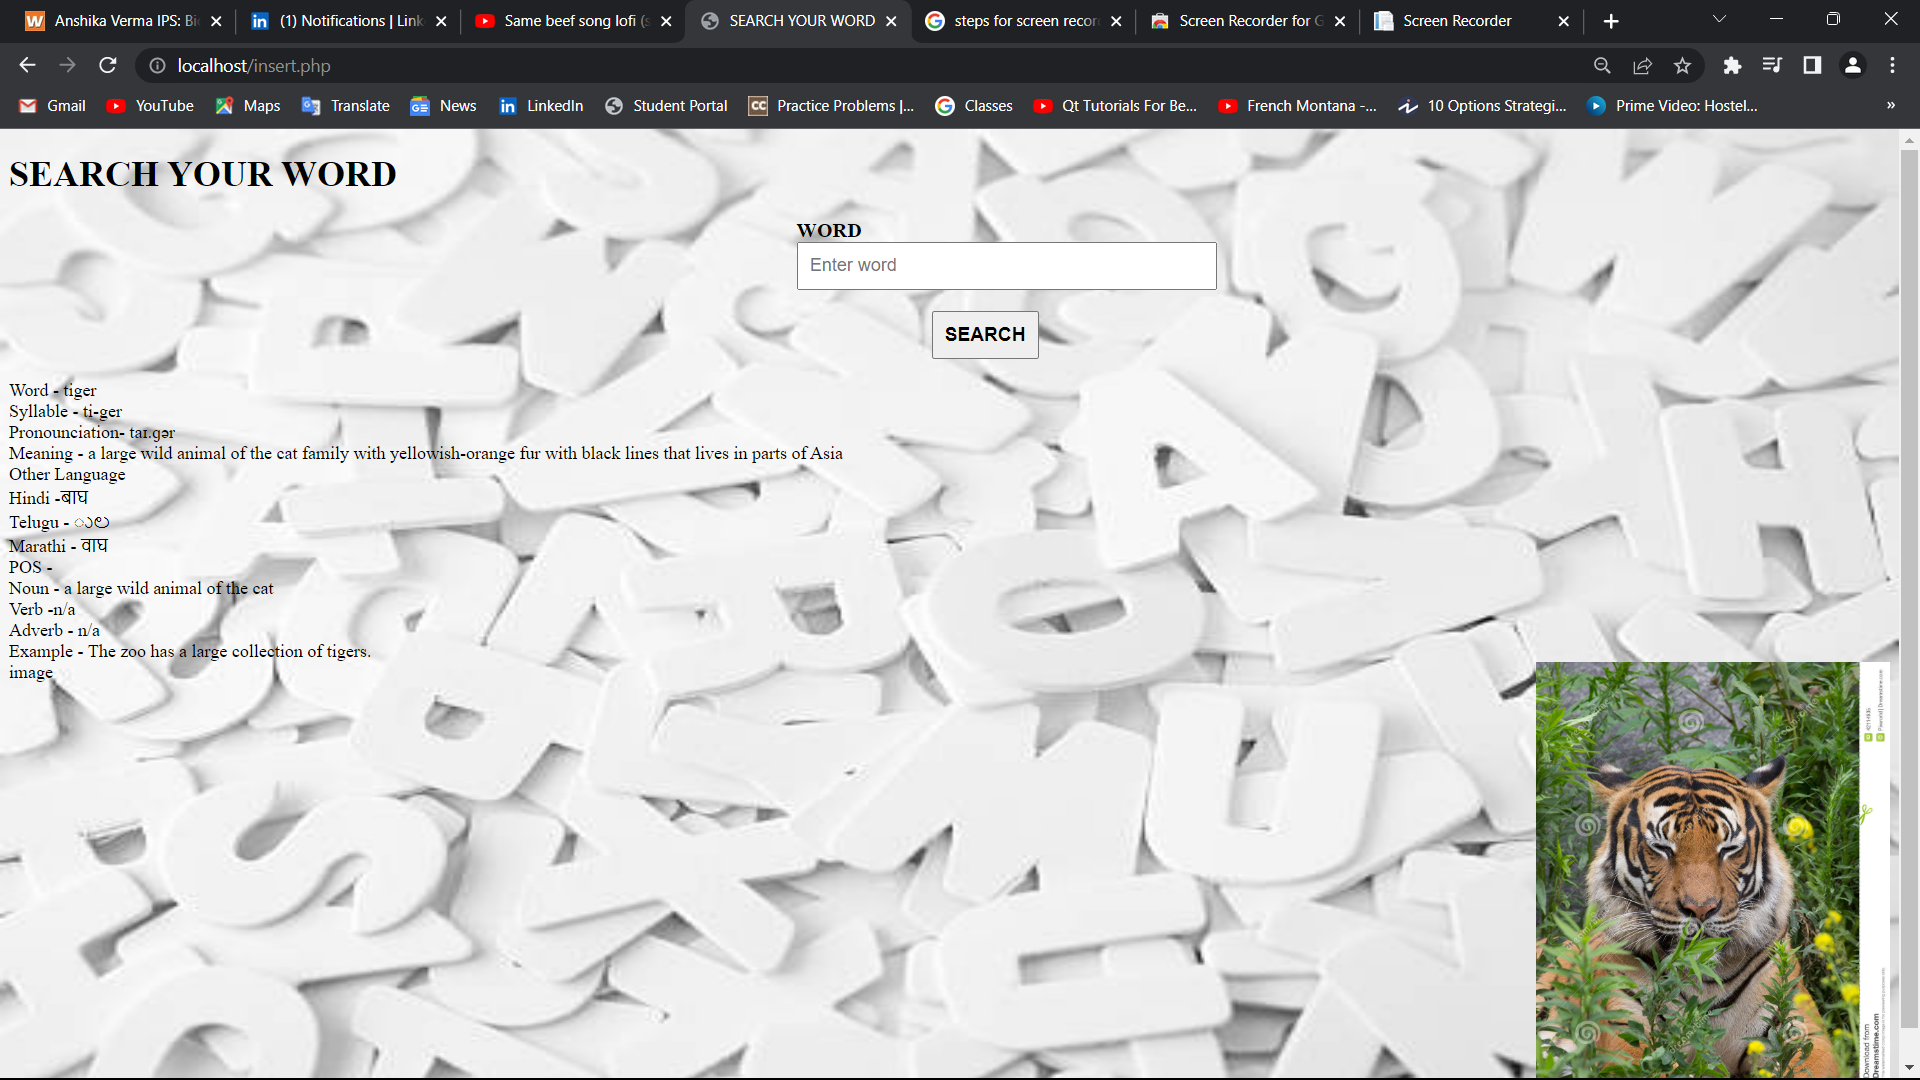 Anshika Verma IPS: Bi
(1) Notifications | Link
Same beef song lofi (s
SEARCH YOUR WORD
steps for screen recor
Screen Recorder for G
Screen Recorder
localhost/insert.php
Gmail
YouTube
Maps
Translate
News
LinkedIn
Student Portal
Practice Problems |...
Classes
Qt Tutorials For Be...
French Montana -...
10 Options Strategi...
Prime Video: Hostel...
»
SEARCH YOUR WORD
WORD
Enter word
SEARCH
Word - tiger
Syllable - ti-ger
Pronounciation- taɪ.ɡər
Meaning - a large wild animal of the cat family with yellowish-orange fur with black lines that lives in parts of Asia
Other Language
Hindi -बाघ
Telugu - ുల
Marathi - वाघ
POS -
Noun - a large wild animal of the cat
Verb -n/a
Adverb - n/a
Example - The zoo has a large collection of tigers.
image
Download from
Dreamstime.com